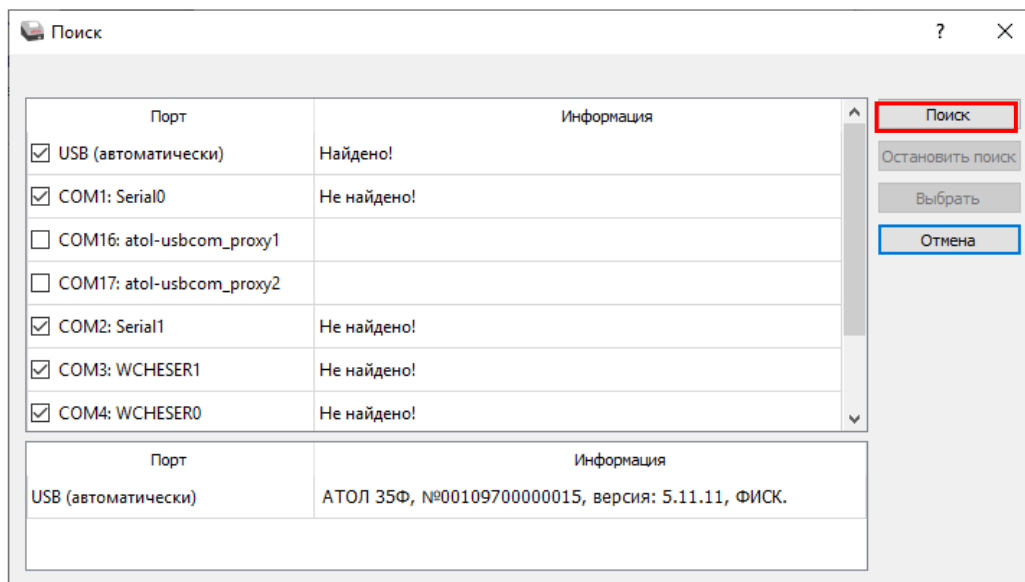 Поиск
?
Порт Информация
Поиск
USB (автоматически) Найдено!
Остановить поиск
COM1: Serial0 Не найдено!
Выбрать
COM16: atol-usbcom_proxy1
Отмена
COM17: atol-usbcom_proxy2
COM2: Serial1 Не найдено!
COM3: WCHESER1 Не найдено!
COM4: WCHESER0 Не найдено!
Порт Информация
USB (автоматически) АТОЛ 35Ф, №00109700000015, версия: 5.11.11, ФИСК.